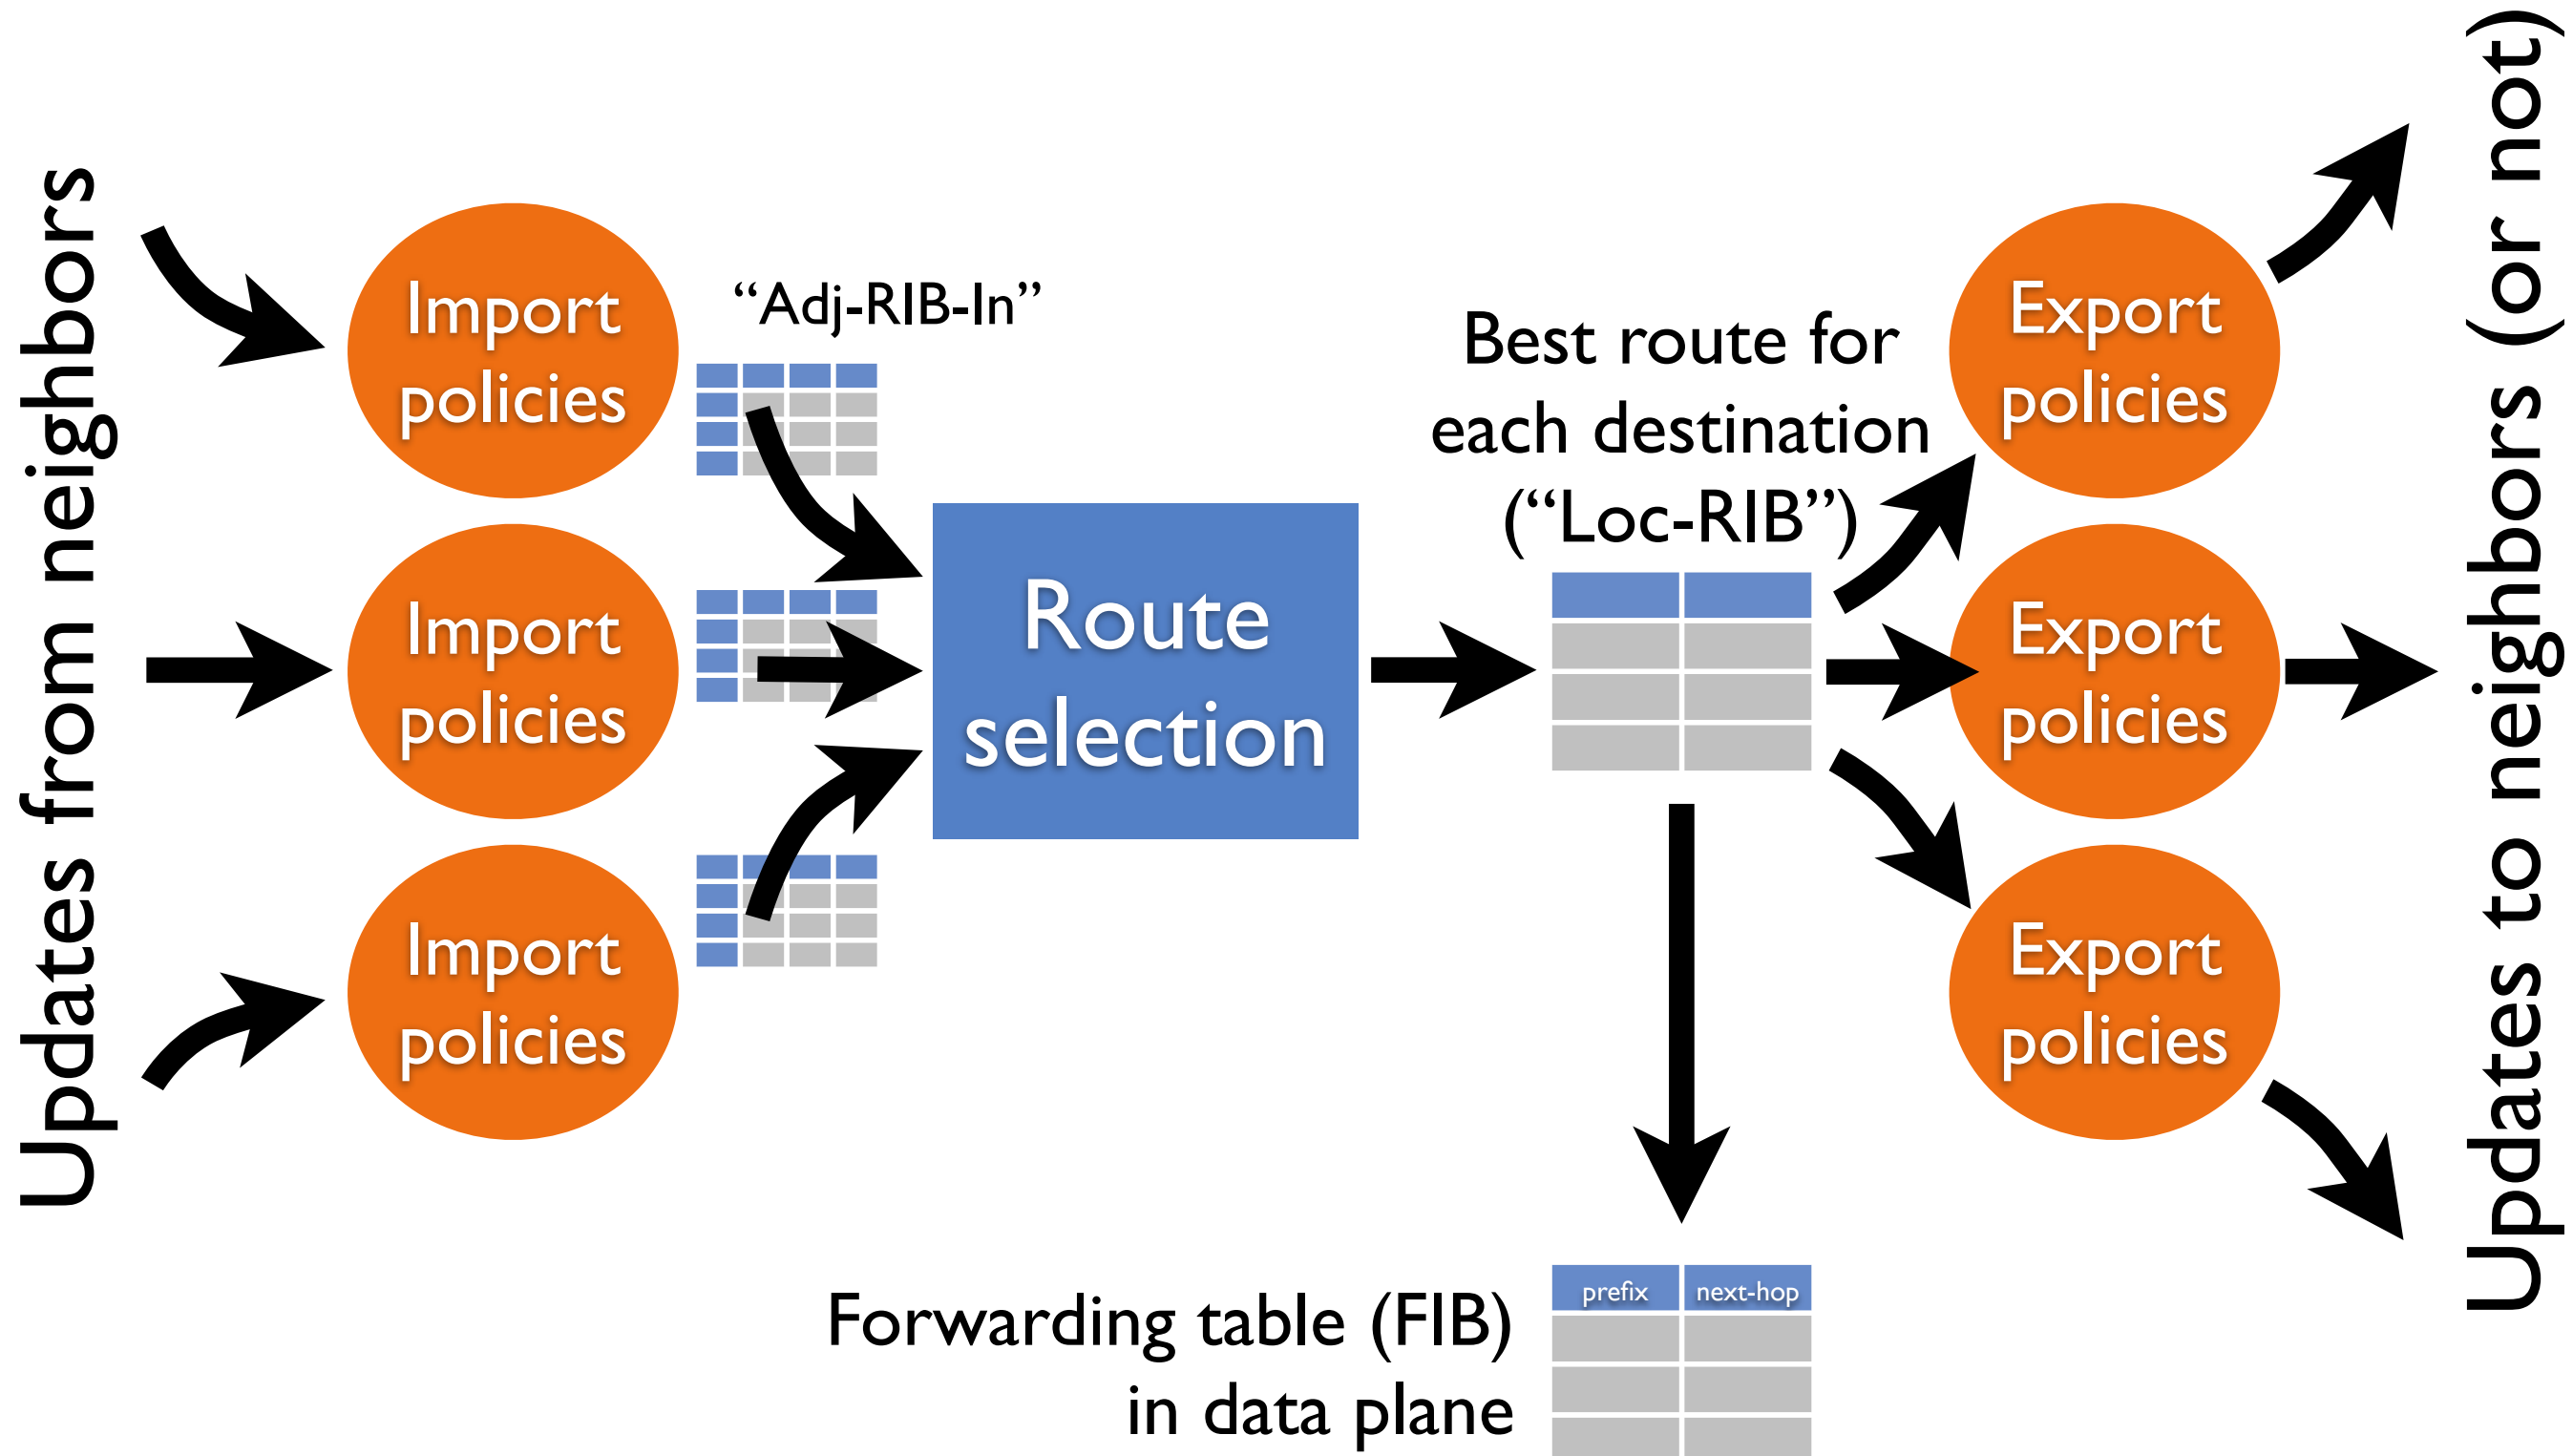 Updates from neighbors
Import
policies
Import
policies
Import
policies
“Adj-RIB-In”
Route
selection
Best route for
each destination
(“Loc-RIB”)
Export
policies
Export
policies
Export
policies
Updates to neighbors (or not)
Forwarding table (FIB)
in data plane
prefix next-hop